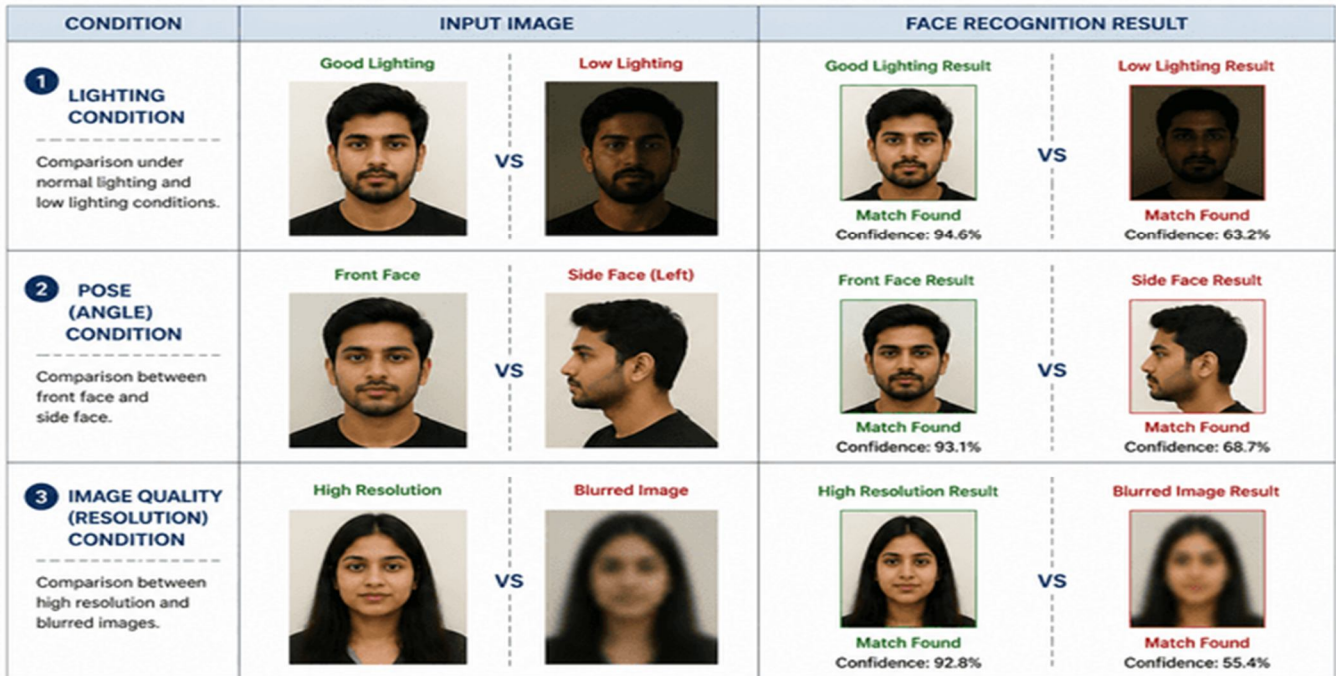 CONDITION
INPUT IMAGE
FACE RECOGNITION RESULT
1
LIGHTING
CONDITION
Comparison under
normal lighting and
low lighting conditions.
Good Lighting
VS
Low Lighting
Good Lighting Result
Match Found
Confidence: 94.6%
VS
Low Lighting Result
Match Found
Confidence: 63.2%
2
POSE
(ANGLE)
CONDITION
Comparison between
front face and
side face.
Front Face
VS
Side Face (Left)
Front Face Result
Match Found
Confidence: 93.1%
VS
Side Face Result
Match Found
Confidence: 68.7%
3
IMAGE QUALITY
(RESOLUTION)
CONDITION
Comparison between
high resolution and
blurred images.
High Resolution
VS
Blurred Image
High Resolution Result
Match Found
Confidence: 92.8%
VS
Blurred Image Result
Match Found
Confidence: 55.4%